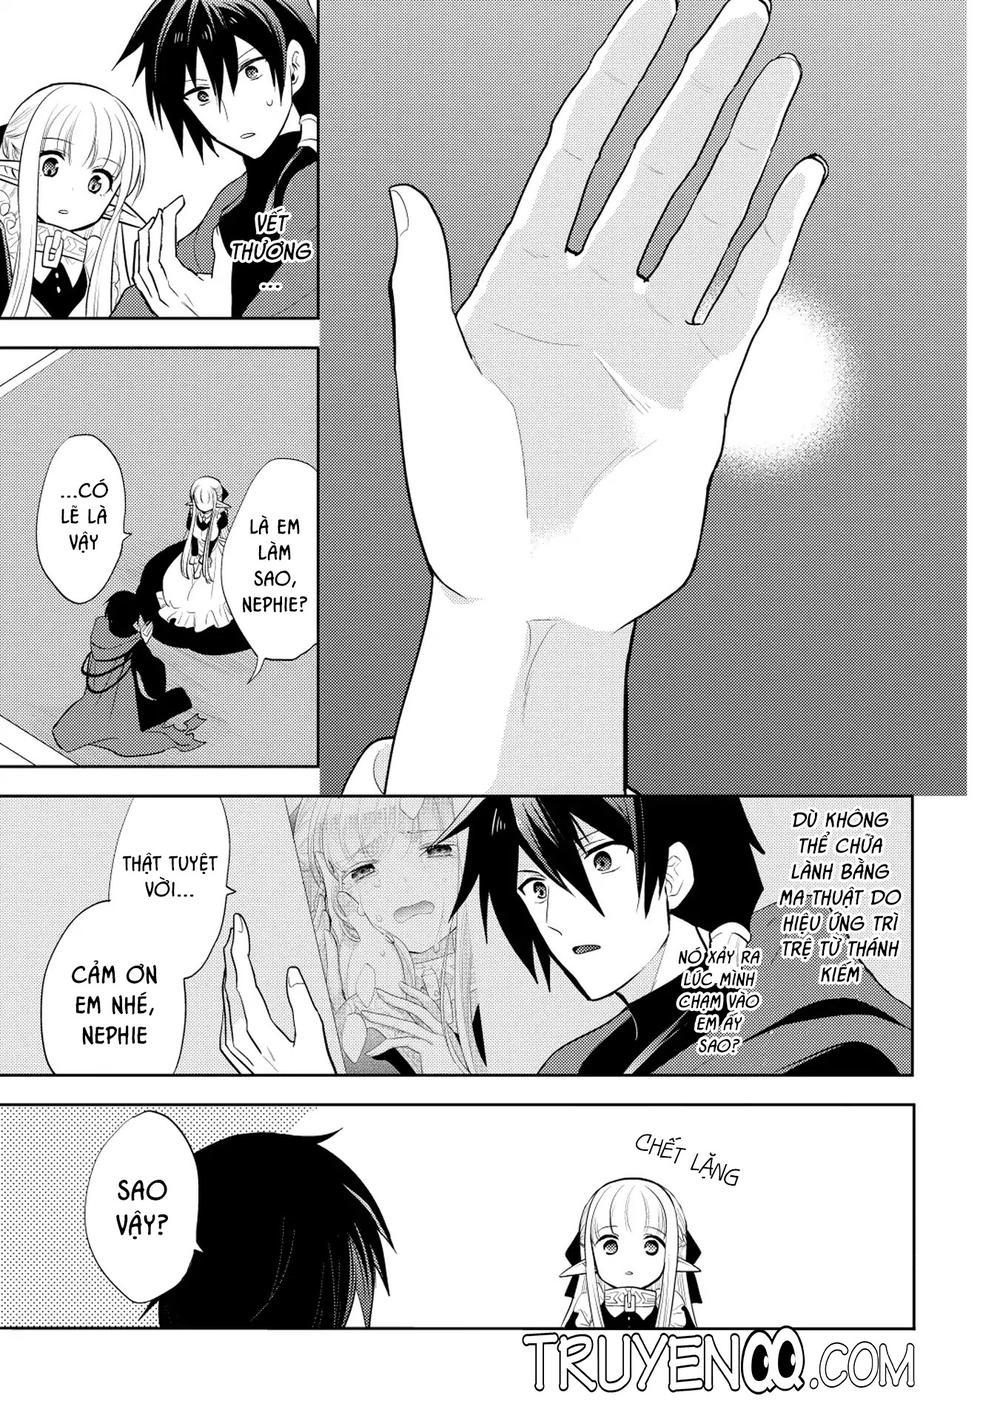 VẾT
THƯƠNG
...
LÀ EM
LÀM
SAO,
NEPHIE?
...CÓ
LẼ LÀ
VẬY
DÙ KHÔNG
THỂ CHỮA
LÀNH BẰNG
MA THUẬT DO
HIỆU ỨNG TRÌ
TRỆ TỪ THÁNH
KIẾM
NÓ XẢY RA
LÚC MÌNH
CHẠM VÀO
EM ẤY
SAO?
THẬT TUYỆT
VỜI...
CẢM ƠN
EM NHÉ,
NEPHIE
CHẾT LẶNG
SAO
VẬY?
TRUYENQQ.COM